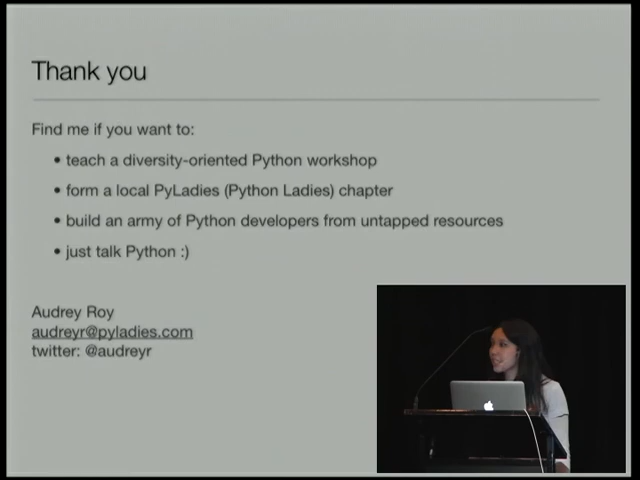 Thank you
Find me if you want to:
• teach a diversity-oriented Python workshop
• form a local PyLadies (Python Ladies) chapter
• build an army of Python developers from untapped resources
• just talk Python :)
Audrey Roy
audreyr@pyladies.com
twitter: @audreyr